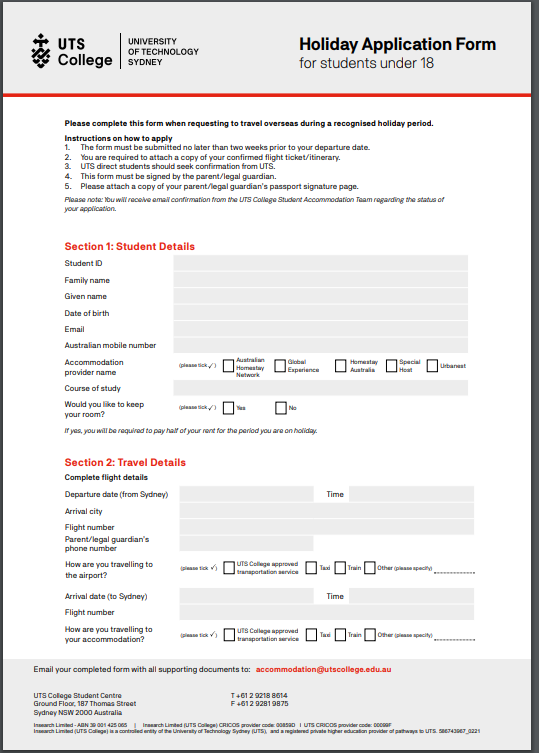 UTS
College
UNIVERSITY
OF TECHNOLOGY
SYDNEY
Holiday Application Form
for students under 18
Please complete this form when requesting to travel overseas during a recognised holiday period.
Instructions on how to apply
1. The form must be submitted no later than two weeks prior to your departure date.
2. You are required to attach a copy of your confirmed flight ticket/itinerary.
3. UTS direct students should seek confirmation from UTS.
4. This form must be signed by the parent/legal guardian.
5. Please attach a copy of your parent/legal guardian's passport signature page.
Please note: You will receive email confirmation from the UTS College Student Accommodation Team regarding the status
of your application.
Section 1: Student Details
Student ID
Family name
Given name
Date of birth
Email
Australian mobile number
Accommodation
provider name
(please tick ✓)
Australian
Homestay
Network
Global
Experience
Homestay
Australia
Special
Host
Urbanest
Course of study
Would you like to keep
your room?
(please tick ✓) Yes No
If yes, you will be required to pay half of your rent for the period you are on holiday.
Section 2: Travel Details
Complete flight details
Departure date (from Sydney) Time
Arrival city
Flight number
Parent/legal guardian's
phone number
How are you travelling to
the airport?
(please tick ✓) UTS College approved
transportation service
Taxi Train Other (please specify)
Arrival date (to Sydney) Time
Flight number
How are you travelling to
your accommodation?
(please tick ✓) UTS College approved
transportation service
Taxi Train Other (please specify)
Email your completed form with all supporting documents to: accommodation@utscollege.edu.au
UTS College Student Centre
Ground Floor, 187 Thomas Street
Sydney NSW 2000 Australia
T +61 2 9218 8614
F +61 2 9281 9875
Insearch Limited - ABN 39 001 425 065 | Insearch Limited (UTS College) CRICOS provider code: 00859D I UTS CRICOS provider code: 00099F
Insearch Limited (UTS College) is a controlled entity of the University of Technology Sydney (UTS), and a registered private higher education provider of pathways to UTS. 586743967_0221